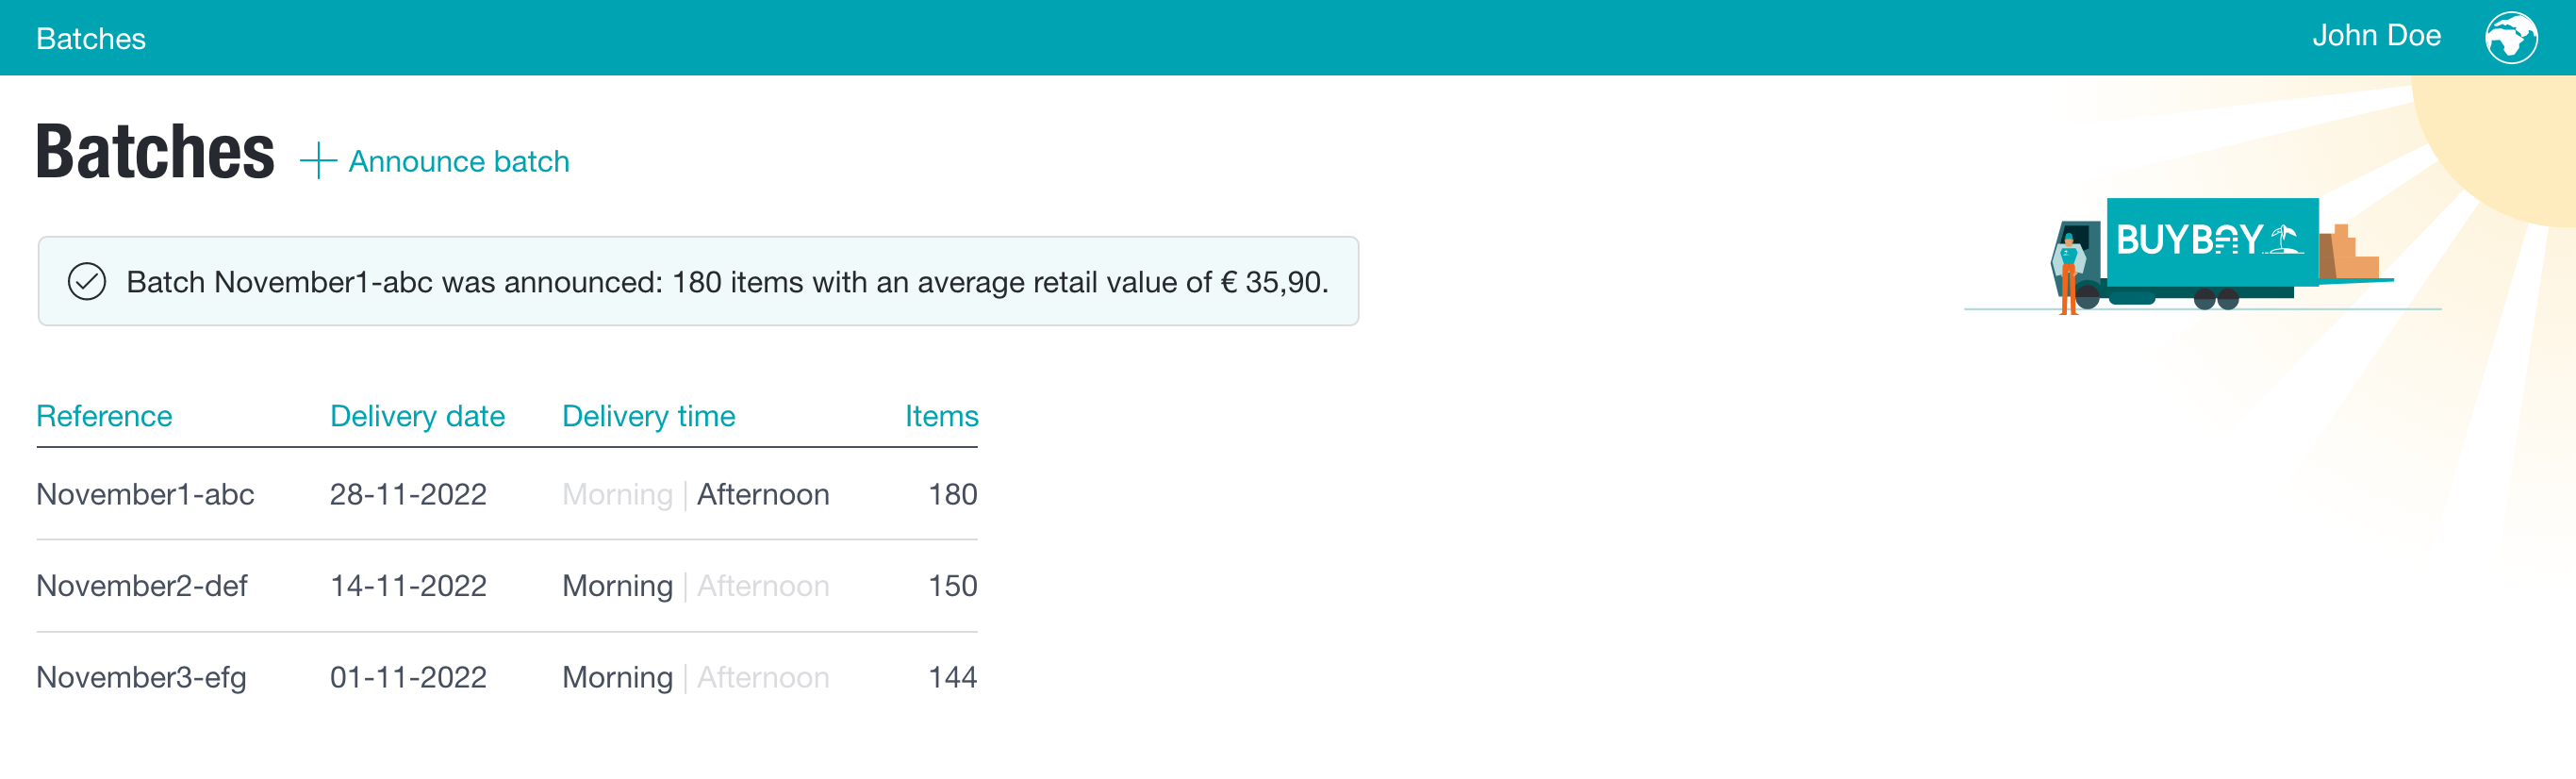 Batches
John Doe
Batches
Announce batch
BUYBAY
Batch November1-abc was announced: 180 items with an average retail value of € 35,90.
Reference Delivery date Delivery time Items
November1-abc 28-11-2022 Morning | Afternoon 180
November2-def 14-11-2022 Morning | Afternoon 150
November3-efg 01-11-2022 Morning | Afternoon 144